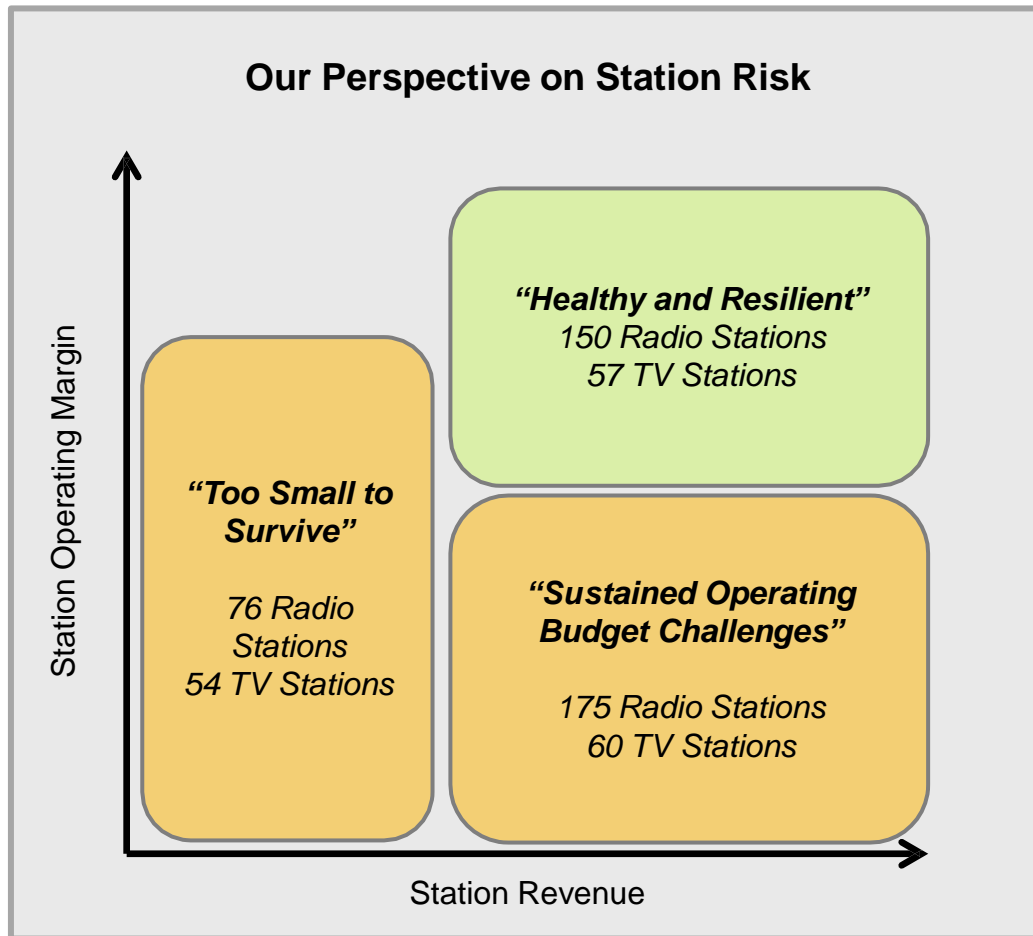 Our Perspective on Station Risk
Station Operating Margin
“Healthy and Resilient”
150 Radio Stations
57 TV Stations
“Too Small to
Survive”
76 Radio
Stations
54 TV Stations
“Sustained Operating
Budget Challenges”
175 Radio Stations
60 TV Stations
Station Revenue